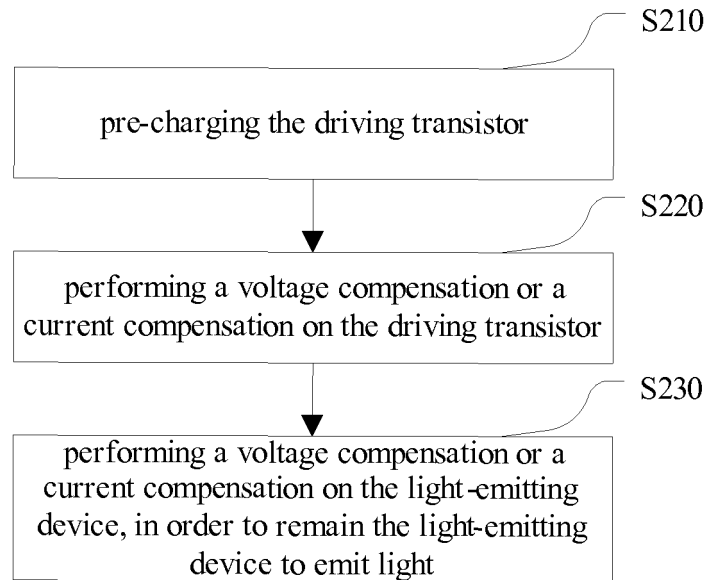 S210
pre-charging the driving transistor
S220
performing a voltage compensation or a
current compensation on the driving transistor
S230
performing a voltage compensation or a
current compensation on the light-emitting
device, in order to remain the light-emitting
device to emit light